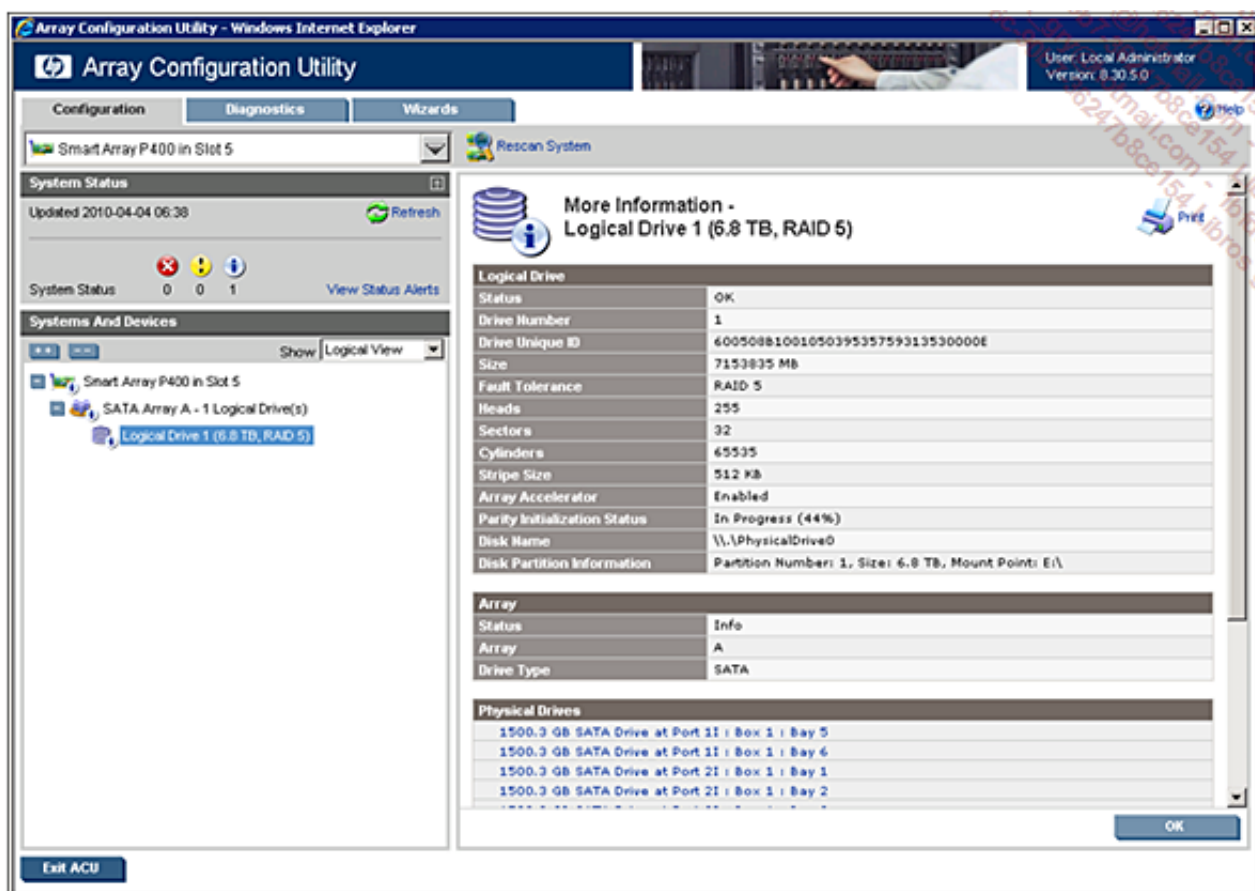 Array Configuration Utility - Windows Internet Explorer
Array Configuration Utility
User: Local Administrator
Version: 8.30.5.0
Configuration Diagnostics Wizards Help
Smart Array P400 in Slot 5
Rescan System
System Status
Updated 2010-04-04 06:38 Refresh
System Status 0 0 1 View Status Alerts
Systems And Devices
Show Logical View
Smart Array P400 in Slot 5
SATA Array A - 1 Logical Drive(s)
Logical Drive 1 (6.8 TB, RAID 5)
More Information -
Logical Drive 1 (6.8 TB, RAID 5)
Print
Logical Drive
Status OK
Drive Number 1
Drive Unique ID
Size 7153835 MB
Fault Tolerance RAID 5
Heads 255
Sectors 32
Cylinders 65535
Stripe Size 512 KB
Array Accelerator Enabled
Parity Initialization Status In Progress (44%)
Disk Name \\.\PhysicalDrive0
Disk Partition Information Partition Number: 1, Size: 6.8 TB, Mount Point: E:\
Array
Status Info
Array A
Drive Type SATA
Physical Drives
1500.3 GB SATA Drive at Port 1I : Box 1 : Bay 5
1500.3 GB SATA Drive at Port 1I : Box 1 : Bay 6
1500.3 GB SATA Drive at Port 2I : Box 1 : Bay 1
1500.3 GB SATA Drive at Port 2I : Box 1 : Bay 2
OK
Exit ACU